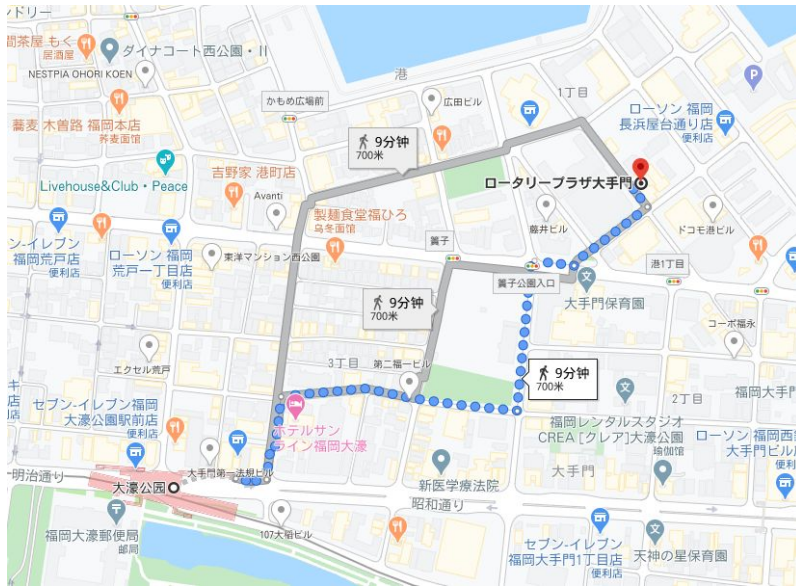 ンドリー
間茶屋 もく
居酒屋
ダイナコート西公園・II
NESTPIA OHORI KOEN
港
1丁目
かもめ広場前
広田ビル
ローソン 福岡
長浜屋台通り店
便利店
蕎麦 木曽路 福岡本店
荞麦面馆
9分钟
700米
Livehouse&Club・Peace
吉野家 港町店
Avanti
ロータリープラザ大手門
製麺食堂福ひろ
乌冬面馆
簀子
藤井ビル
ドコモ港ビル
ン-イレブン
福岡荒戸店
便利店
ローソン 福岡
荒戸一丁目店
便利店
東洋マンション西公園
港1丁目
簀子公園入口
大手門保育園
9分钟
700米
コーポ福永
エクセル荒戸
3丁目
第二福一ビル
9分钟
700米
福岡大手門
2丁目
キ
店
セブン-イレブン福岡
大濠公園駅前店
便利店
ホテルサン
ライン福岡大濠
福岡レンタルスタジオ
CREA [クレア]大濠公園
瑜伽馆
ローソン 福岡西鉄
大手門ビル店
便利店
明治通り
大手門第一法規ビル
大濠公园
新医学療法院
大手門
昭和通り
福岡大濠郵便局
邮局
107大稲ビル
セブン-イレブン
福岡大手門1丁目店
便利店
天神の星保育園